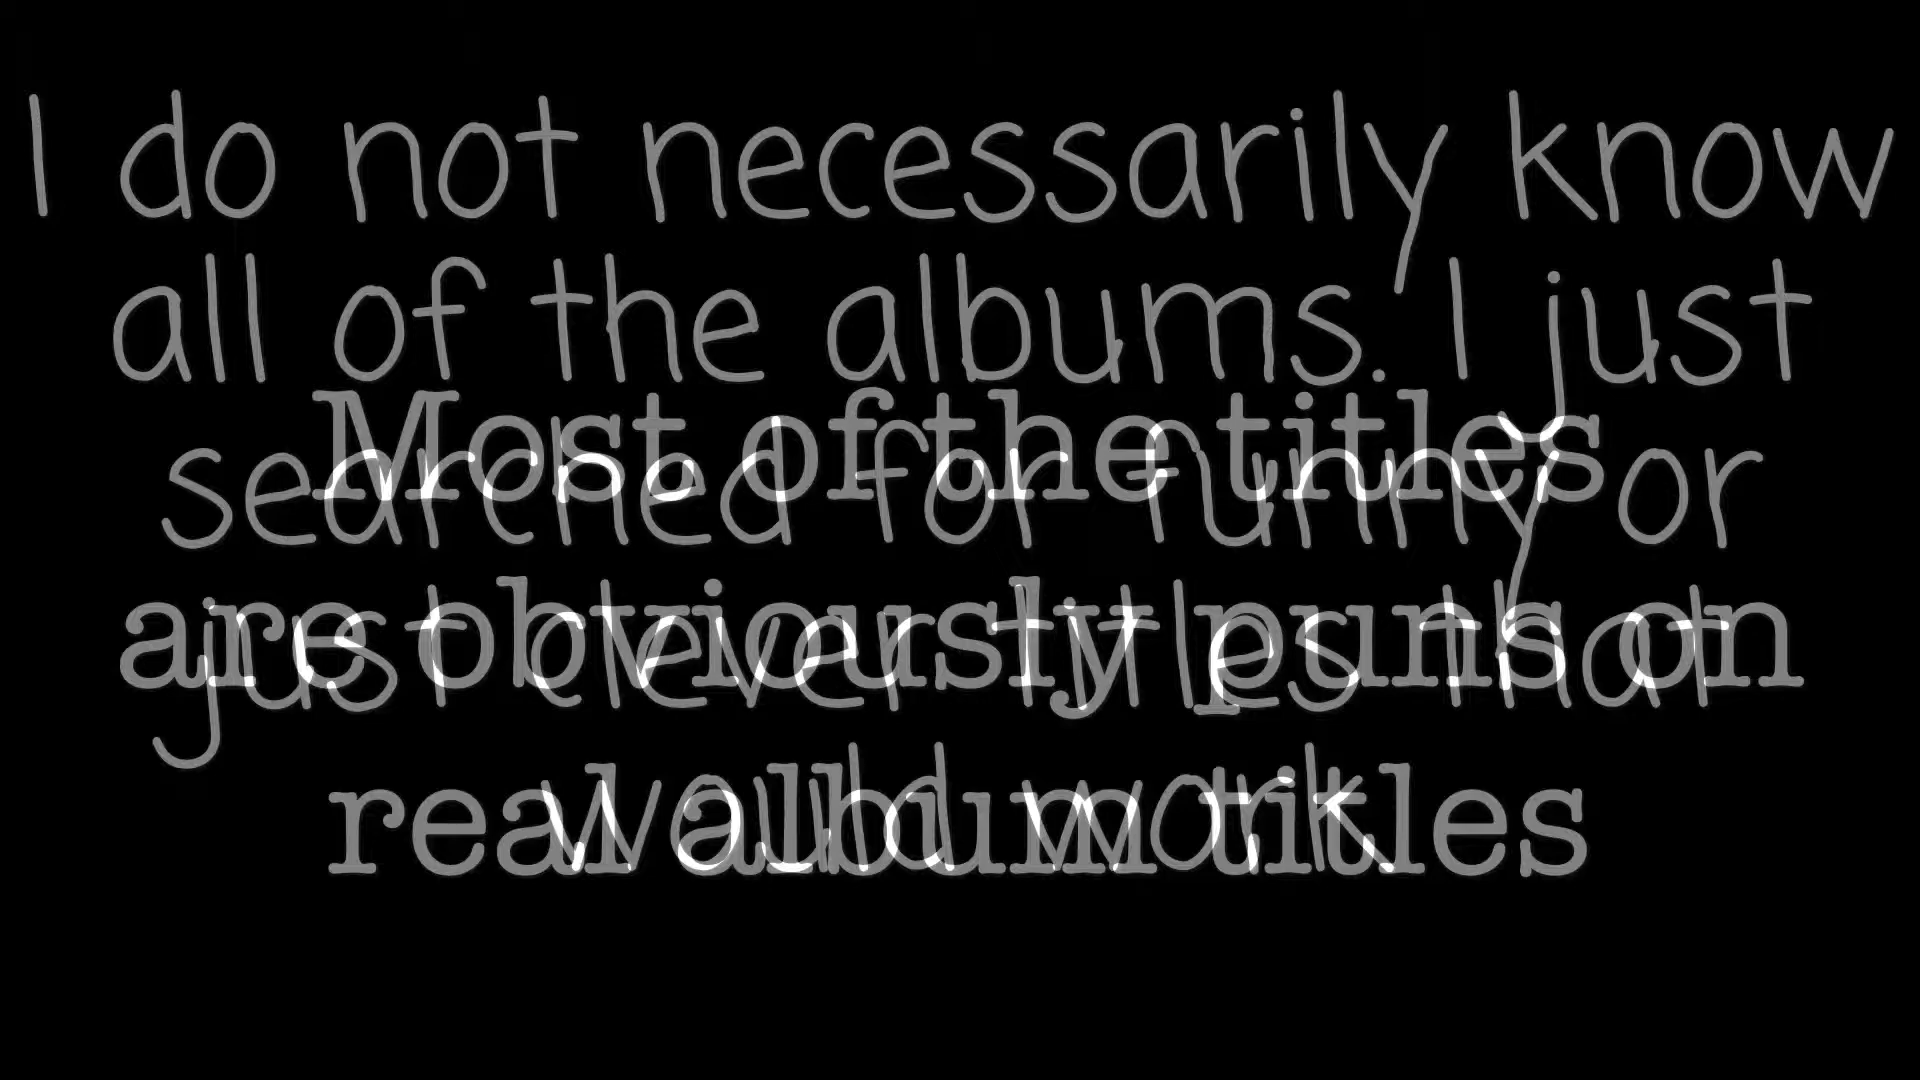 I do not necessarily know
all of the albums. I just
searched for funny or
just clever titles that
would work
Most of the titles
are obviously puns on
real album titles